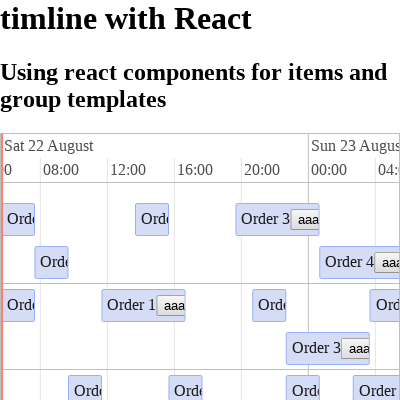 timline with React
Using react components for items and
group templates
Sat 22 August Sun 23 Augus
0 08:00 12:00 16:00 20:00 00:00 04:
Orde Orde Order 3 aaa
Orde Order 4 aaa
Orde Order 1 aaa Orde Ord
Order 3 aaa
Orde Orde Orde Order